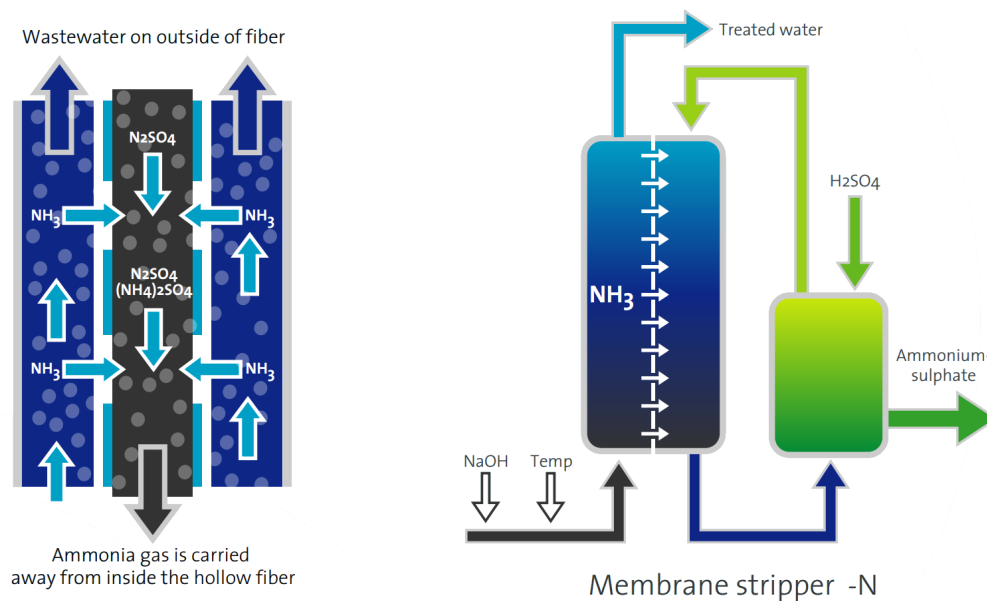 Wastewater on outside of fiber
N2SO4
NH3
NH3
N2SO4
(NH4)2SO4
NH3
NH3
Ammonia gas is carried
away from inside the hollow fiber
Treated water
H2SO4
NH3
Ammonium-
sulphate
NaOH
Temp
Membrane stripper -N